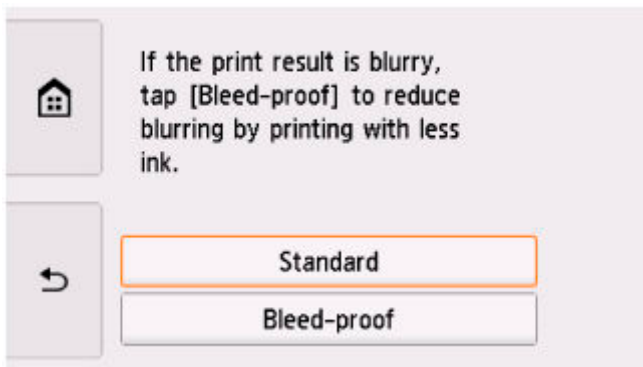 If the print result is blurry,
tap [Bleed-proof] to reduce
blurring by printing with less
ink.
Standard
Bleed-proof